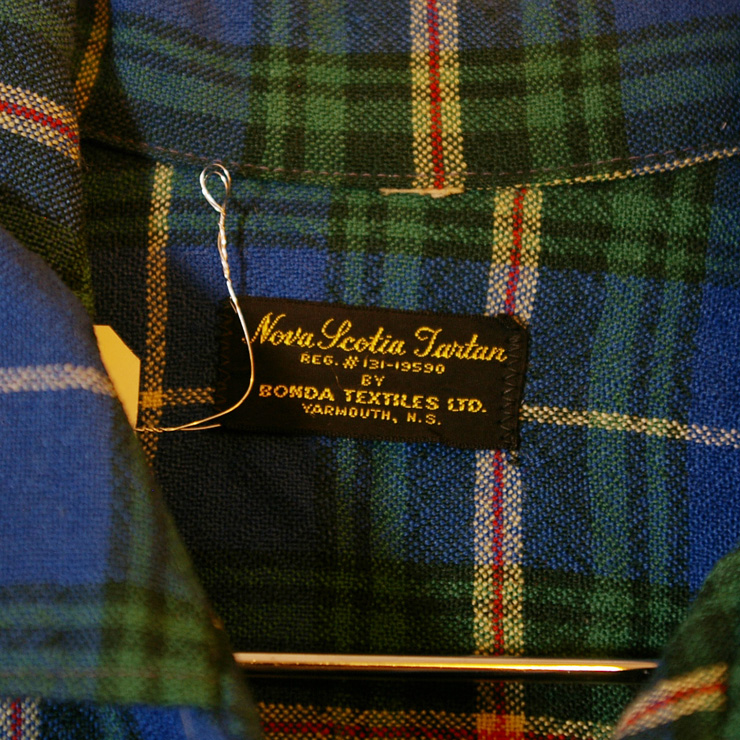 Nova Scotia Tartan
REG. # 131-19590
BY
BONDA TEXTILES LTD.
YARMOUTH, N.S.